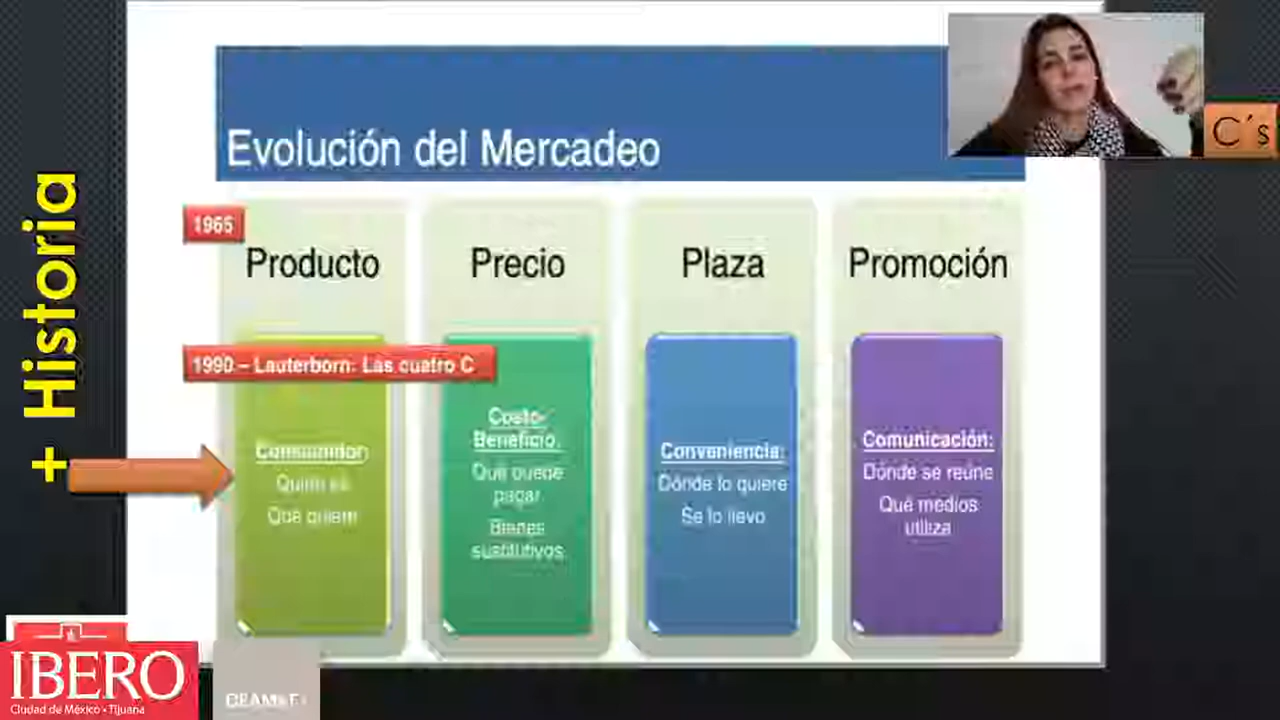 Evolución del Mercadeo
C´s
+ Historia
1965
Producto
Precio
Plaza
Promoción
1990 – Lauterborn: Las cuatro C
Consumidor:
Quién es
Qué quiere
Costo-
Beneficio.
Qué puede
pagar
Bienes
sustitutivos
Conveniencia:
Dónde lo quiere
Se lo llevo
Comunicación:
Dónde se reúne
Qué medios
utiliza
IBERO
Ciudad de México • Tijuana